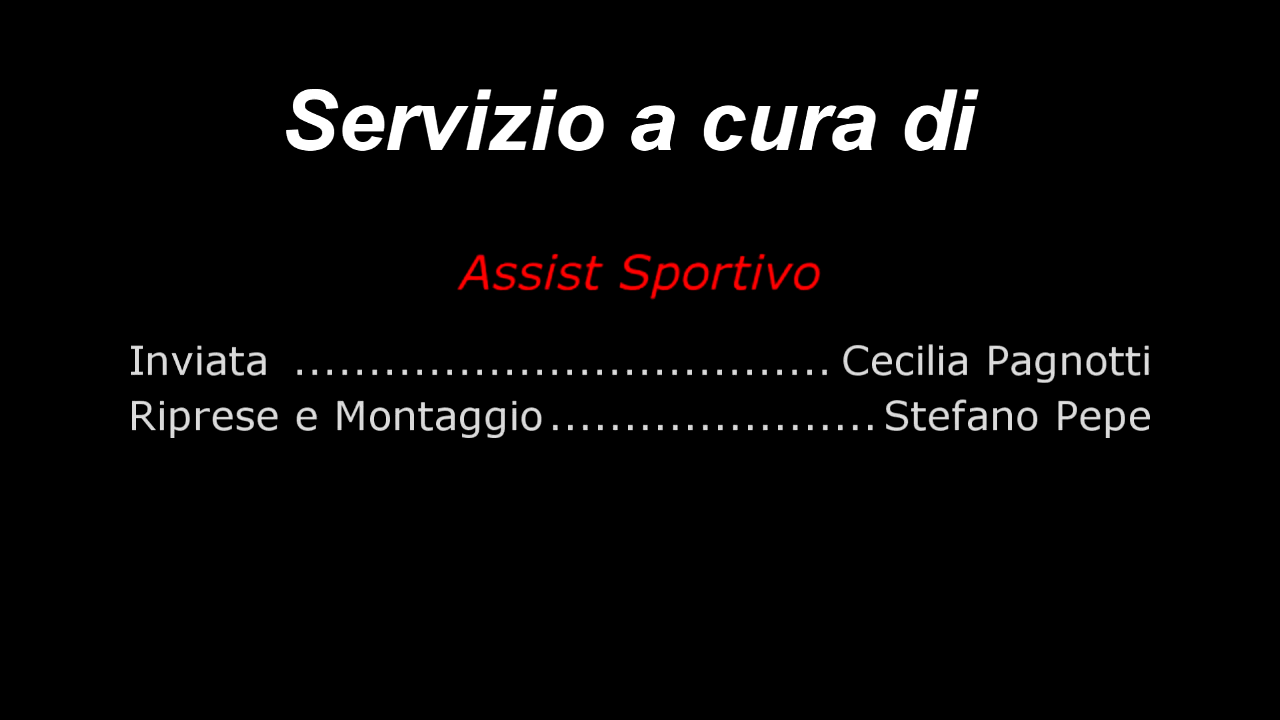 Servizio a cura di
Assist Sportivo
Inviata .................................... Cecilia Pagnotti
Riprese e Montaggio...................... Stefano Pepe